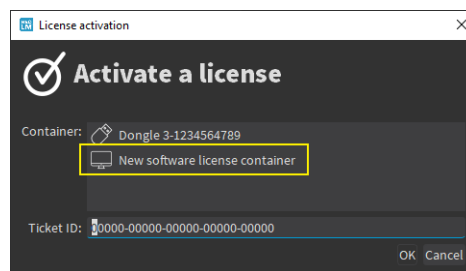 License activation
Activate a license
Container:
Dongle 3-1234564789
New software license container
Ticket ID: 00000-00000-00000-00000-00000
OK Cancel